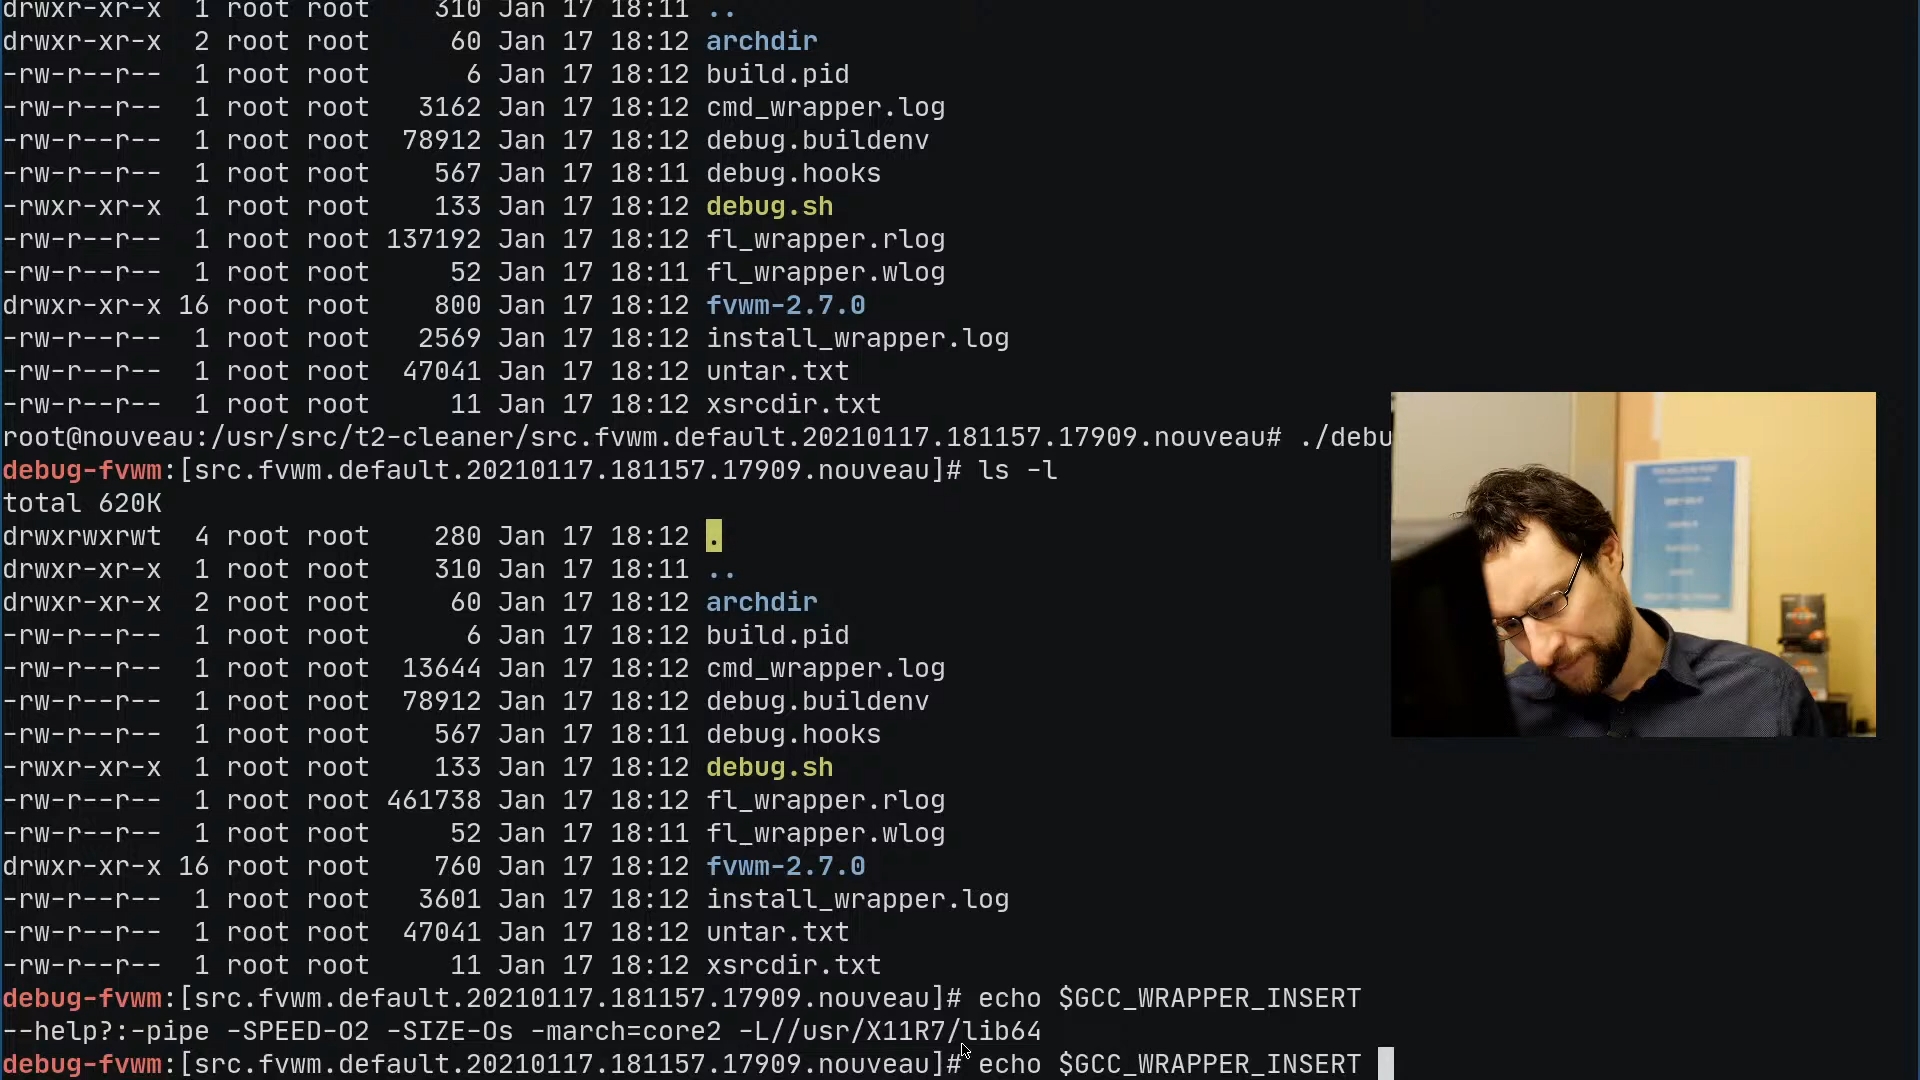 drwxr-xr-x 1 root root 310 Jan 17 18:11 ..
drwxr-xr-x 2 root root 60 Jan 17 18:12 archdir
-rw-r--r-- 1 root root 6 Jan 17 18:12 build.pid
-rw-r--r-- 1 root root 3162 Jan 17 18:12 cmd_wrapper.log
-rw-r--r-- 1 root root 78912 Jan 17 18:12 debug.buildenv
-rw-r--r-- 1 root root 567 Jan 17 18:11 debug.hooks
-rwxr-xr-x 1 root root 133 Jan 17 18:12 debug.sh
-rw-r--r-- 1 root root 137192 Jan 17 18:12 fl_wrapper.rlog
-rw-r--r-- 1 root root 52 Jan 17 18:11 fl_wrapper.wlog
drwxr-xr-x 16 root root 800 Jan 17 18:12 fvwm-2.7.0
-rw-r--r-- 1 root root 2569 Jan 17 18:12 install_wrapper.log
-rw-r--r-- 1 root root 47041 Jan 17 18:12 untar.txt
-rw-r--r-- 1 root root 11 Jan 17 18:12 xsrcdir.txt
root@nouveau:/usr/src/t2-cleaner/src.fvwm.default.20210117.181157.17909.nouveau# ./debu
debug-fvwm:[src.fvwm.default.20210117.181157.17909.nouveau]# ls -l
total 620K
drwxrwxrwt 4 root root 280 Jan 17 18:12 .
drwxr-xr-x 1 root root 310 Jan 17 18:11 ..
drwxr-xr-x 2 root root 60 Jan 17 18:12 archdir
-rw-r--r-- 1 root root 6 Jan 17 18:12 build.pid
-rw-r--r-- 1 root root 13644 Jan 17 18:12 cmd_wrapper.log
-rw-r--r-- 1 root root 78912 Jan 17 18:12 debug.buildenv
-rw-r--r-- 1 root root 567 Jan 17 18:11 debug.hooks
-rwxr-xr-x 1 root root 133 Jan 17 18:12 debug.sh
-rw-r--r-- 1 root root 461738 Jan 17 18:12 fl_wrapper.rlog
-rw-r--r-- 1 root root 52 Jan 17 18:11 fl_wrapper.wlog
drwxr-xr-x 16 root root 760 Jan 17 18:12 fvwm-2.7.0
-rw-r--r-- 1 root root 3601 Jan 17 18:12 install_wrapper.log
-rw-r--r-- 1 root root 47041 Jan 17 18:12 untar.txt
-rw-r--r-- 1 root root 11 Jan 17 18:12 xsrcdir.txt
debug-fvwm:[src.fvwm.default.20210117.181157.17909.nouveau]# echo $GCC_WRAPPER_INSERT
--help?:-pipe -SPEED-O2 -SIZE-Os -march=core2 -L//usr/X11R7/lib64
debug-fvwm:[src.fvwm.default.20210117.181157.17909.nouveau]# echo $GCC_WRAPPER_INSERT